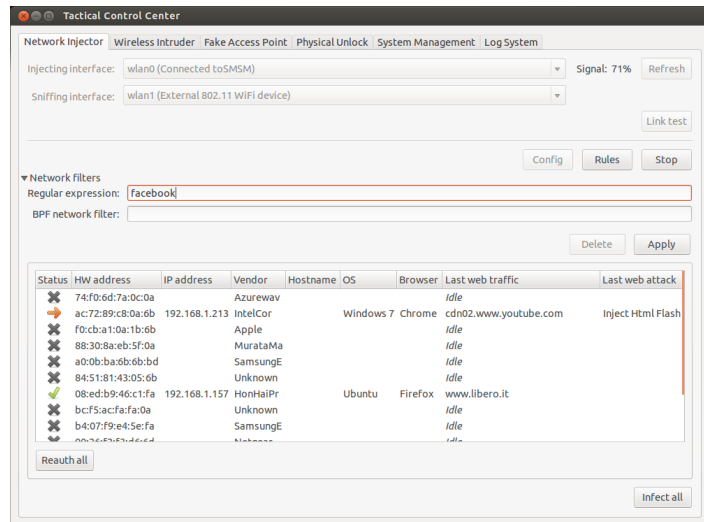 Tactical Control Center
Network Injector Wireless Intruder Fake Access Point Physical Unlock System Management Log System
Injecting interface: wlan0 (Connected toSMSM) Signal: 71% Refresh
Sniffing interface: wlan1 (External 802.11 WiFi device)
Link test
Config Rules Stop
Network filters
Regular expression: facebook
BPF network filter:
Delete Apply
Status HW address IP address Vendor Hostname OS Browser Last web traffic Last web attack
74:f0:6d:7a:0c:0a Azurewav Idle
ac:72:89:c8:0a:6b 192.168.1.213 IntelCor Windows 7 Chrome cdn02.www.youtube.com Inject Html Flash
f0:cb:a1:0a:1b:6b Apple Idle
88:30:8a:eb:5f:0a MurataMa Idle
a0:0b:ba:6b:6b:bd SamsungE Idle
84:51:81:43:05:6b Unknown Idle
08:ed:b9:46:c1:fa 192.168.1.157 HonHaiPr Ubuntu Firefox www.libero.it
bc:f5:ac:fa:fa:0a Unknown Idle
b4:07:f9:e4:5e:fa SamsungE Idle
Netgear Idle
Reauth all
Infect all